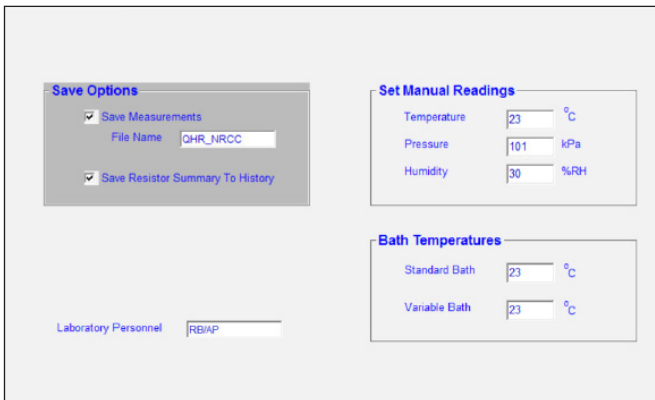 Save Options
Save Measurements
File Name QHR_NRCC
Save Resistor Summary To History
Laboratory Personnel RB/AP
Set Manual Readings
Temperature 23 °C
Pressure 101 kPa
Humidity 30 %RH
Bath Temperatures
Standard Bath 23 °C
Variable Bath 23 °C